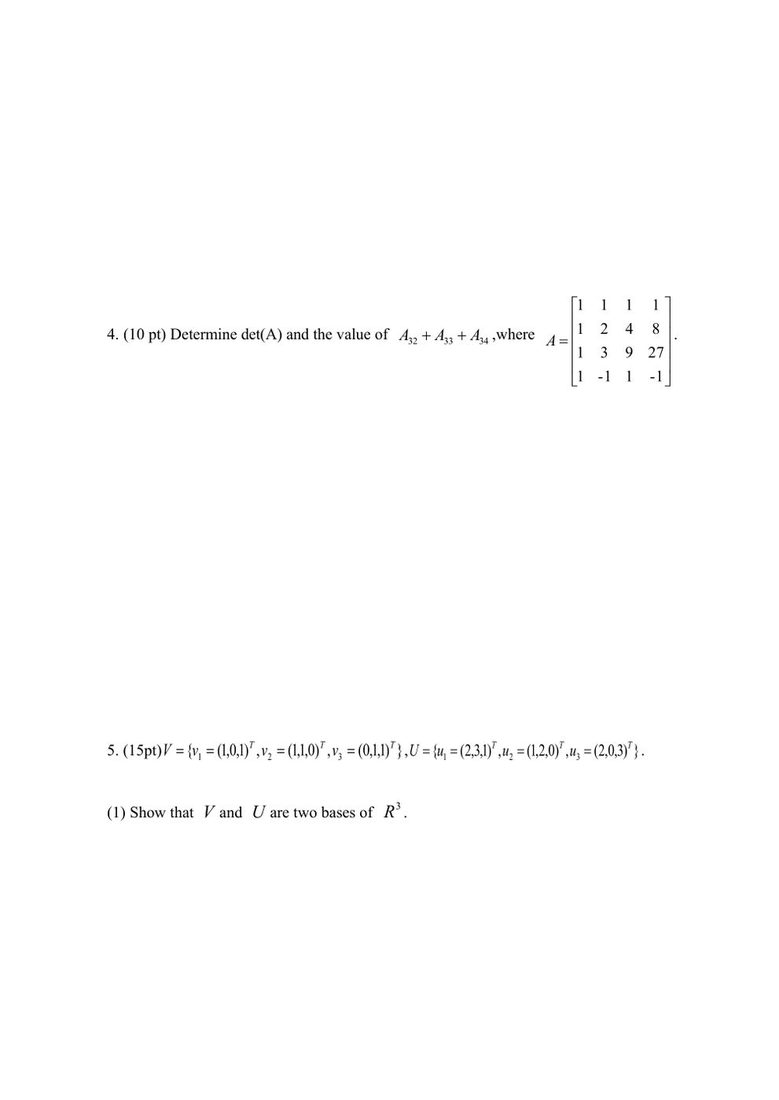 4. (10 pt) Determine det(A) and the value of A₃₂ + A₃₃ + A₃₄ ,where A = [1 1 1 1
1 2 4 8
1 3 9 27
1 -1 1 -1].
5. (15pt)V = {v₁ = (1,0,1)ᵀ,v₂ = (1,1,0)ᵀ,v₃ = (0,1,1)ᵀ},U = {u₁ = (2,3,1)ᵀ,u₂ = (1,2,0)ᵀ,u₃ = (2,0,3)ᵀ}.
(1) Show that V and U are two bases of R³.